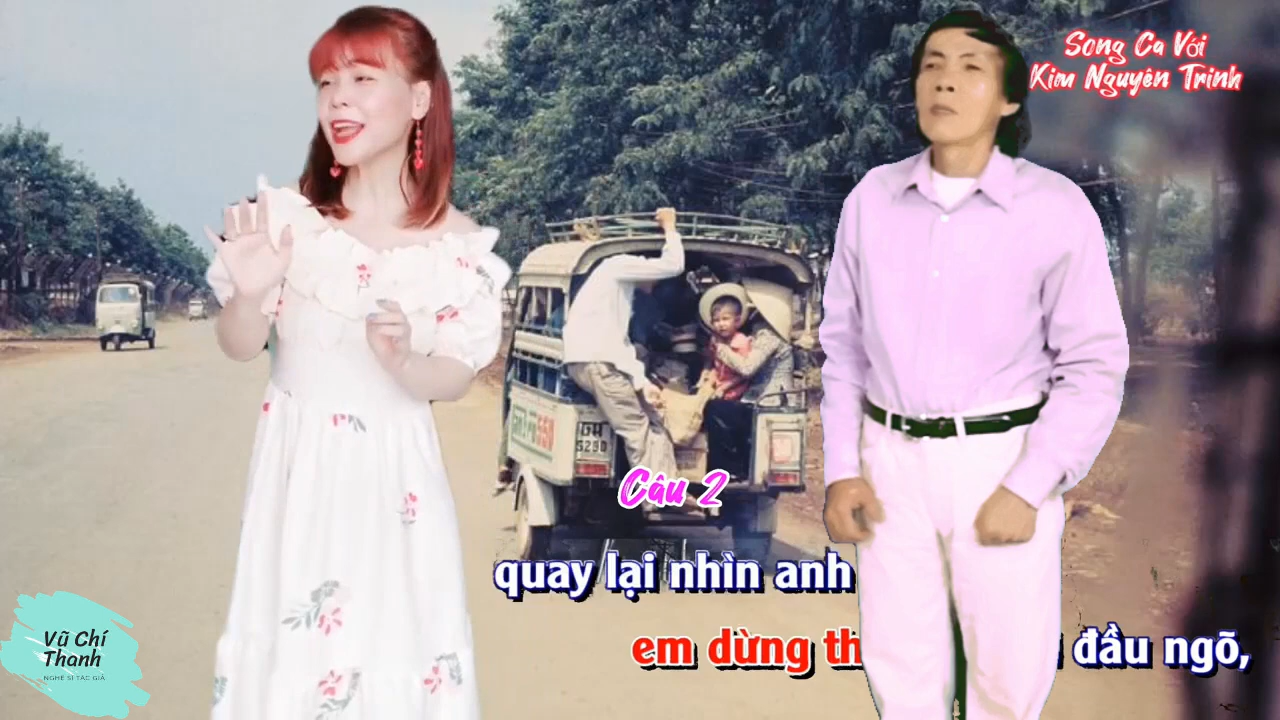 Song Ca Với
Kim Nguyên Trinh
Câu 2
quay lại nhìn anh
em dừng th
đầu ngõ,
Vũ Chí
Thanh
NGHỆ SĨ TÁC GIẢ